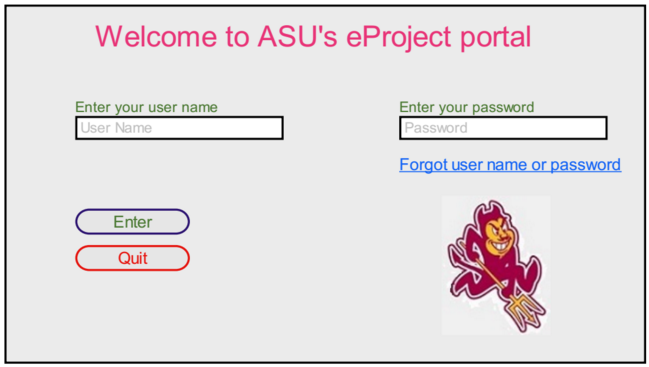 Welcome to ASU's eProject portal
Enter your user name
User Name
Enter your password
Password
Forgot user name or password
Enter
Quit